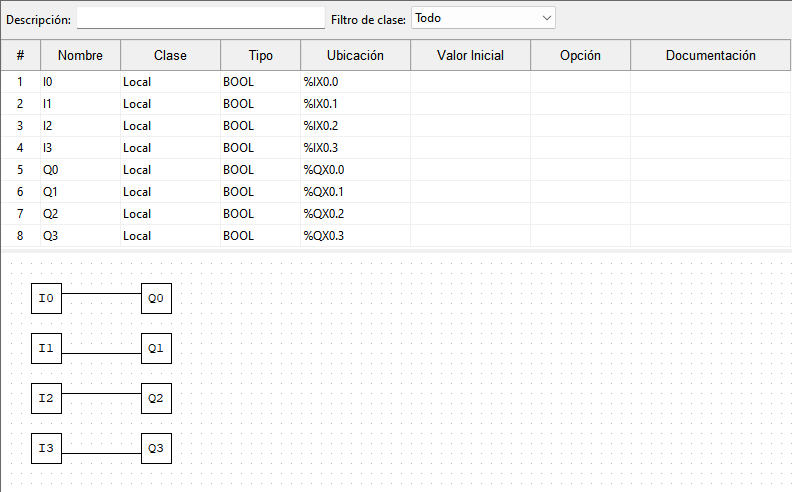 Descripción: Filtro de clase: Todo
# Nombre Clase Tipo Ubicación Valor Inicial Opción Documentación
1 I0 Local BOOL %IX0.0
2 I1 Local BOOL %IX0.1
3 I2 Local BOOL %IX0.2
4 I3 Local BOOL %IX0.3
5 Q0 Local BOOL %QX0.0
6 Q1 Local BOOL %QX0.1
7 Q2 Local BOOL %QX0.2
8 Q3 Local BOOL %QX0.3
I0 Q0
I1 Q1
I2 Q2
I3 Q3